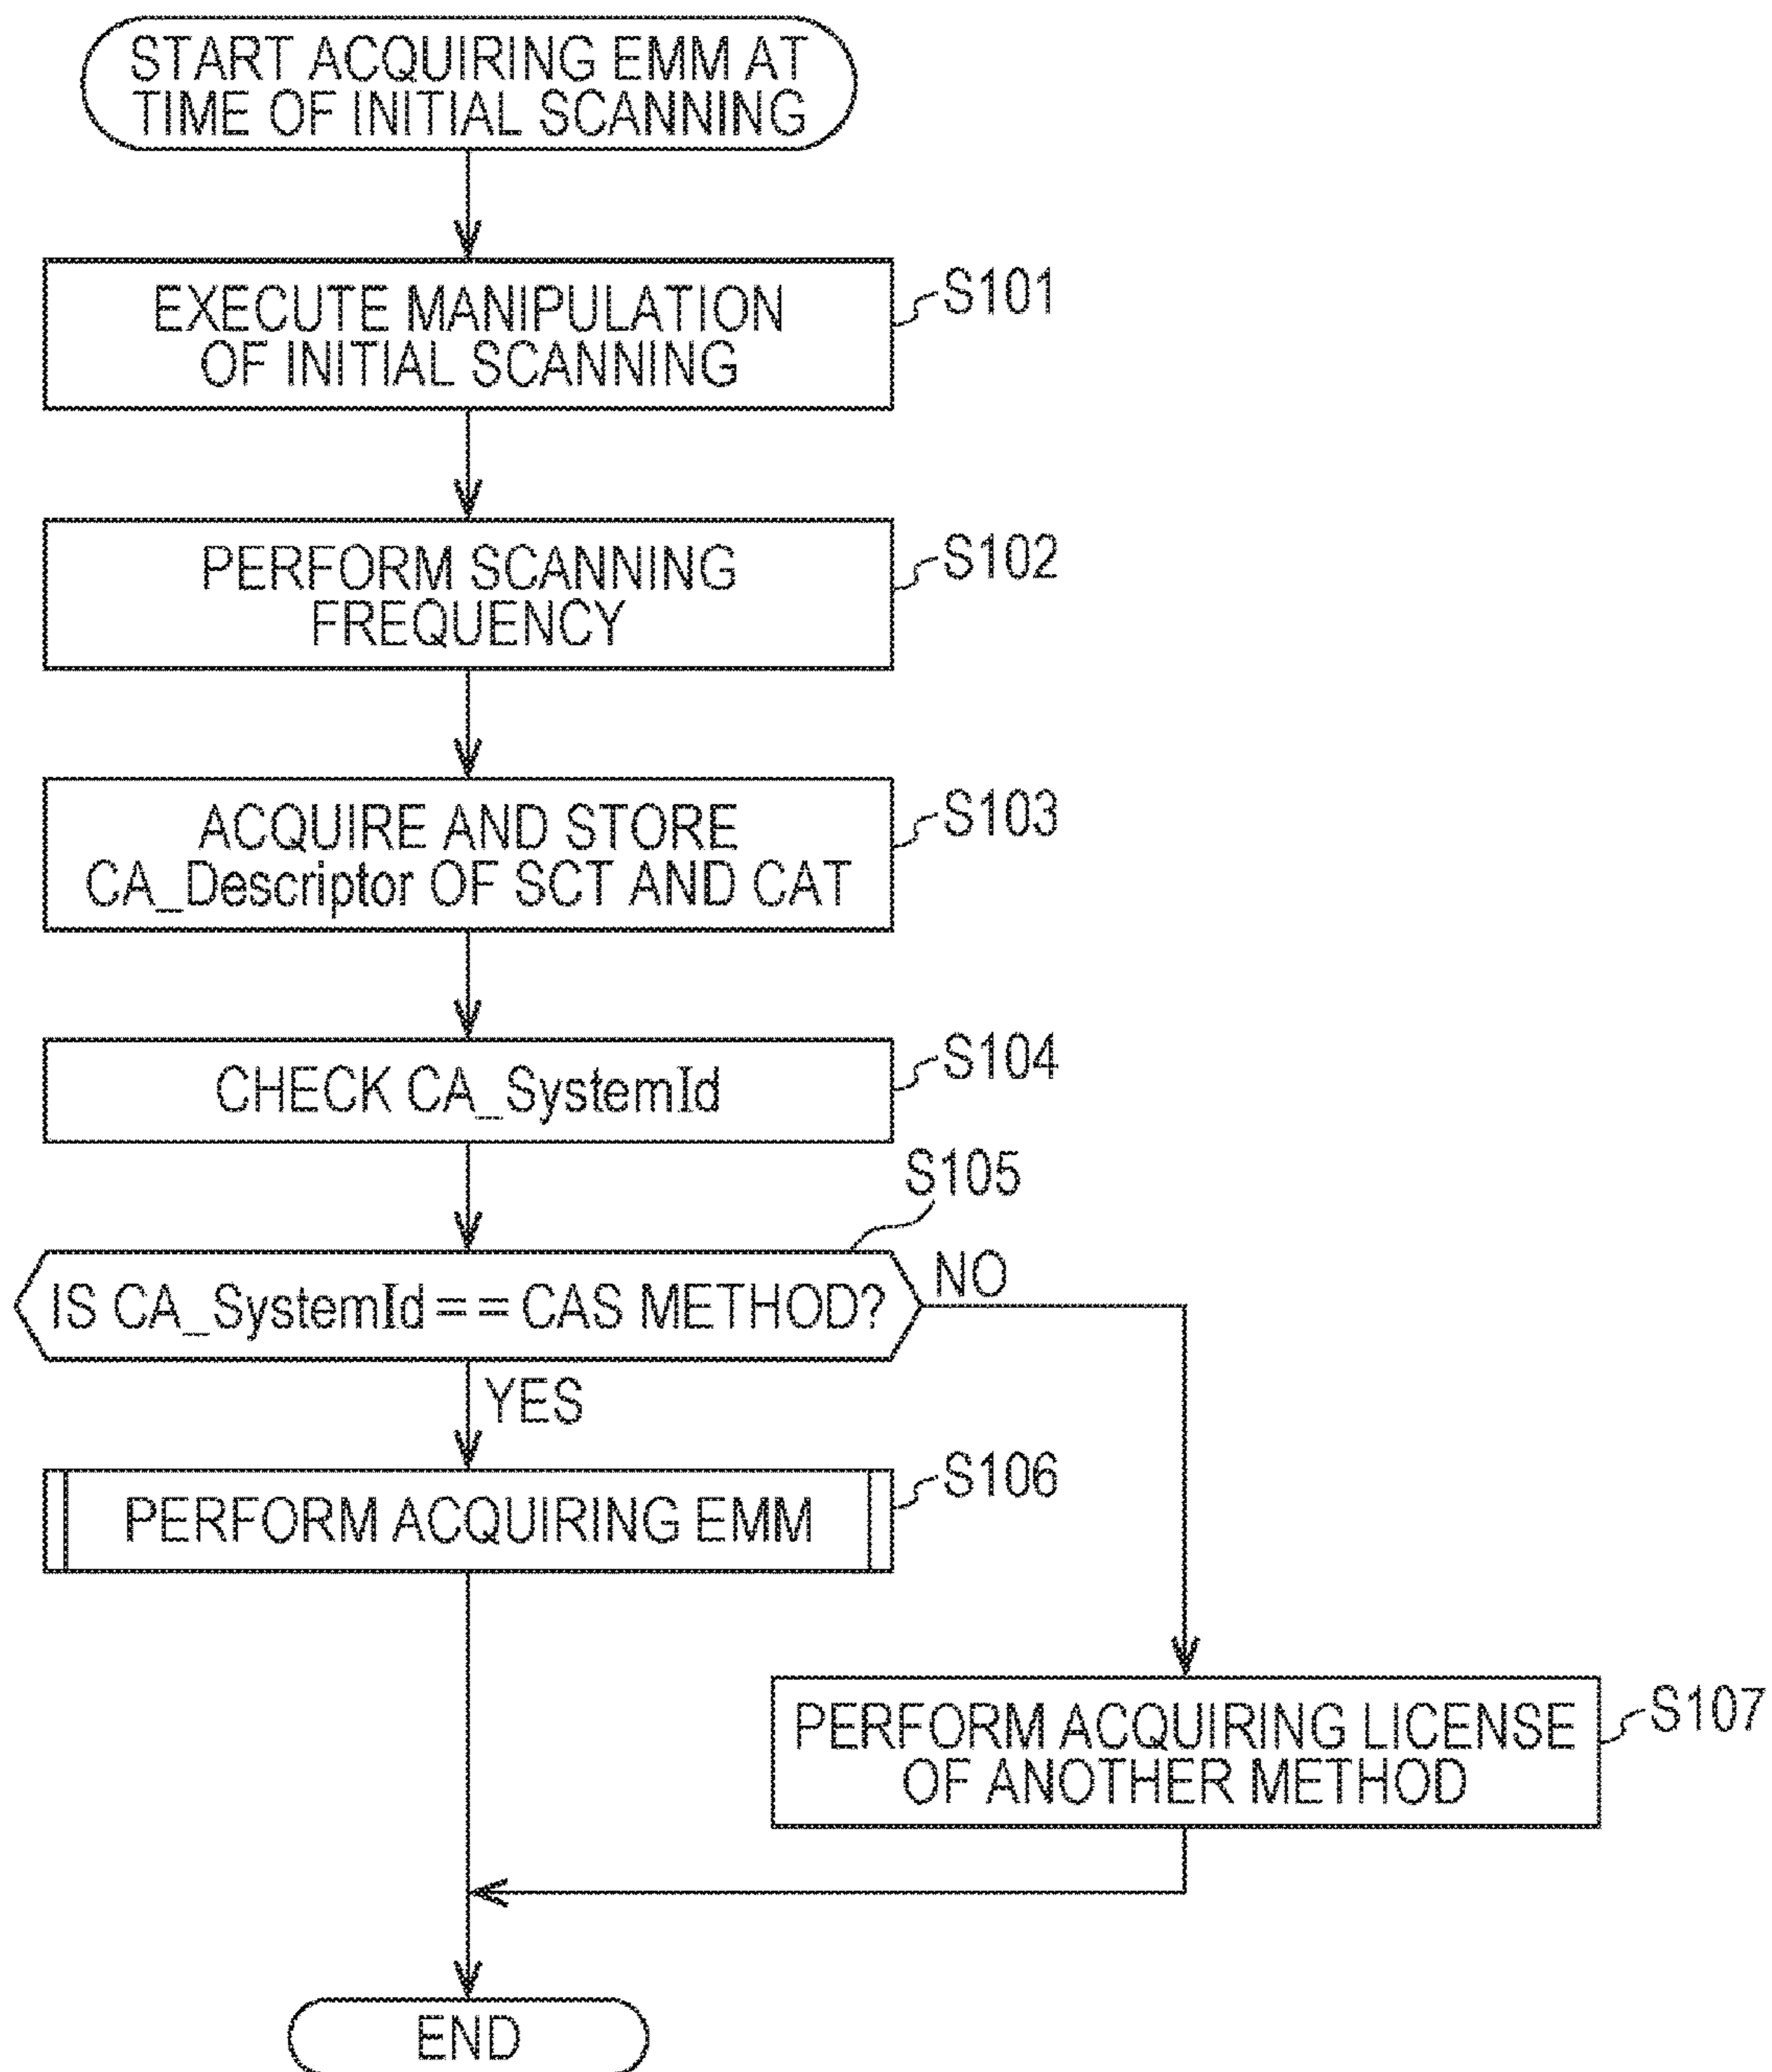 START ACQUIRING EMM AT
TIME OF INITIAL SCANNING
EXECUTE MANIPULATION
OF INITIAL SCANNING
S101
PERFORM SCANNING
FREQUENCY
S102
ACQUIRE AND STORE
CA_Descriptor OF SCT AND CAT
S103
CHECK CA_SystemId
S104
S105
IS CA_SystemId == CAS METHOD?
NO
YES
PERFORM ACQUIRING EMM
S106
PERFORM ACQUIRING LICENSE
OF ANOTHER METHOD
S107
END